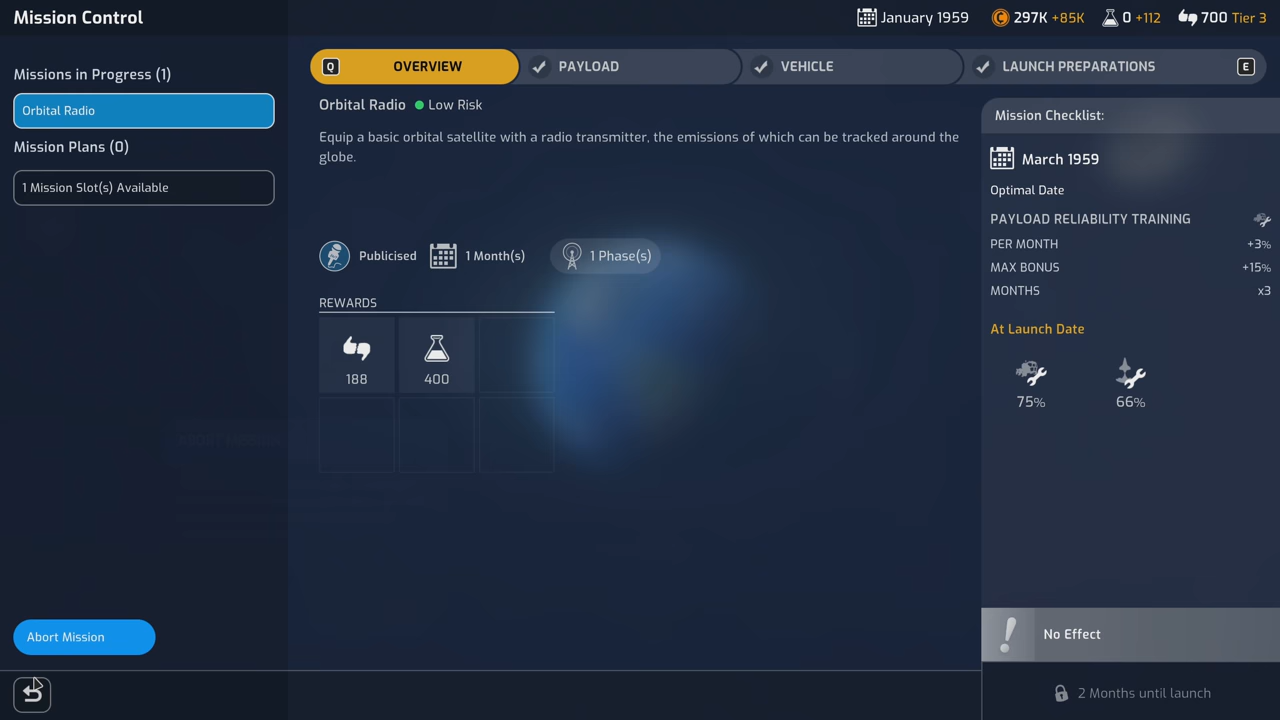 Mission Control
January 1959
297K +85K
0 +112
700 Tier 3
Missions in Progress (1)
Orbital Radio
Mission Plans (0)
1 Mission Slot(s) Available
Q
OVERVIEW
PAYLOAD
VEHICLE
LAUNCH PREPARATIONS
E
Orbital Radio
Low Risk
Equip a basic orbital satellite with a radio transmitter, the emissions of which can be tracked around the
globe.
Publicised
1 Month(s)
1 Phase(s)
REWARDS
188
400
Mission Checklist:
March 1959
Optimal Date
PAYLOAD RELIABILITY TRAINING
PER MONTH +3%
MAX BONUS +15%
MONTHS x3
At Launch Date
75%
66%
No Effect
2 Months until launch
Abort Mission